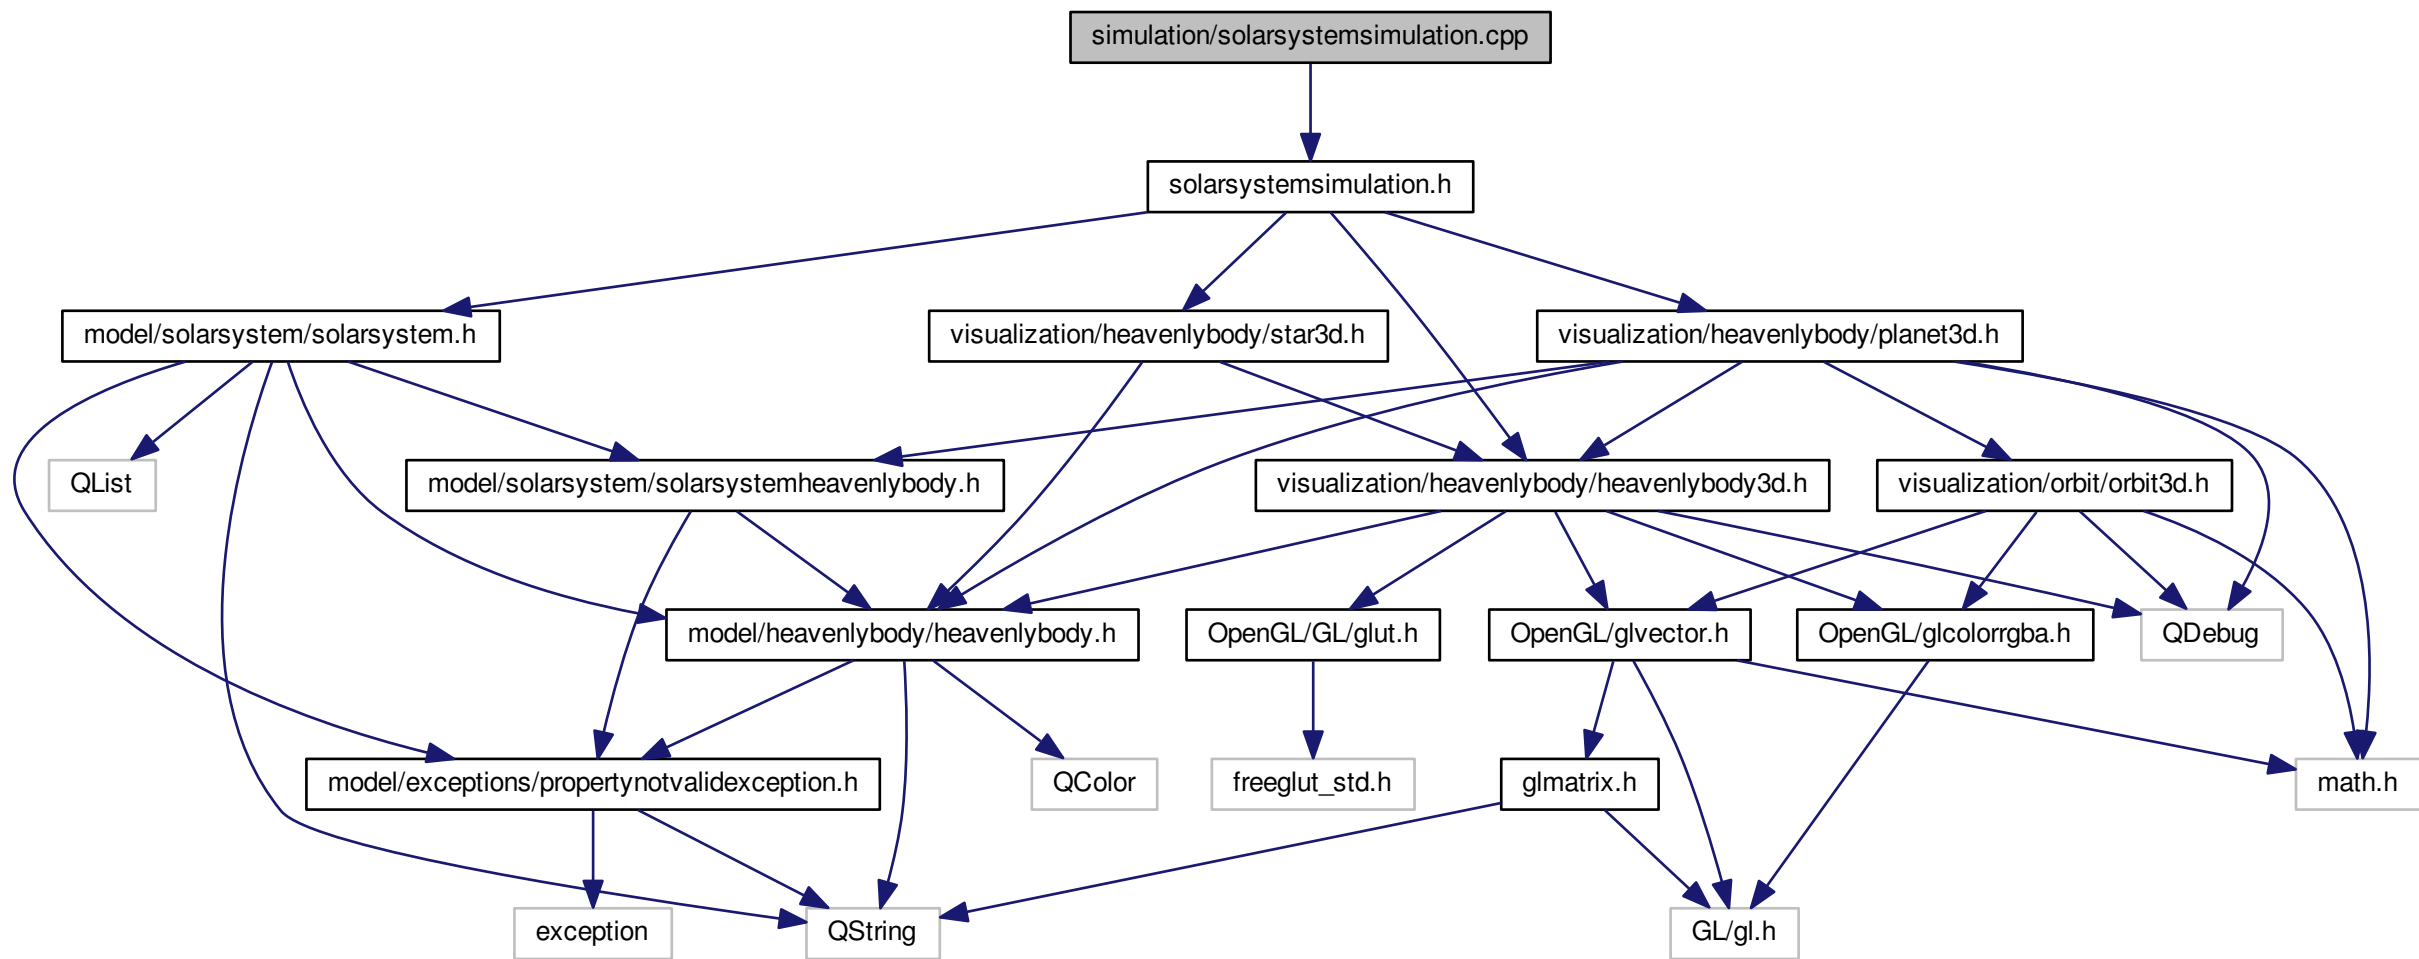 simulation/solarsystemsimulation.cpp
solarsystemsimulation.h
model/solarsystem/solarsystem.h
visualization/heavenlybody/star3d.h
visualization/heavenlybody/planet3d.h
QList
model/solarsystem/solarsystemheavenlybody.h
visualization/heavenlybody/heavenlybody3d.h
visualization/orbit/orbit3d.h
model/heavenlybody/heavenlybody.h
OpenGL/GL/glut.h
OpenGL/glvector.h
OpenGL/glcolorrgba.h
QDebug
model/exceptions/propertynotvalidexception.h
QColor
freeglut_std.h
glmatrix.h
math.h
exception
QString
GL/gl.h